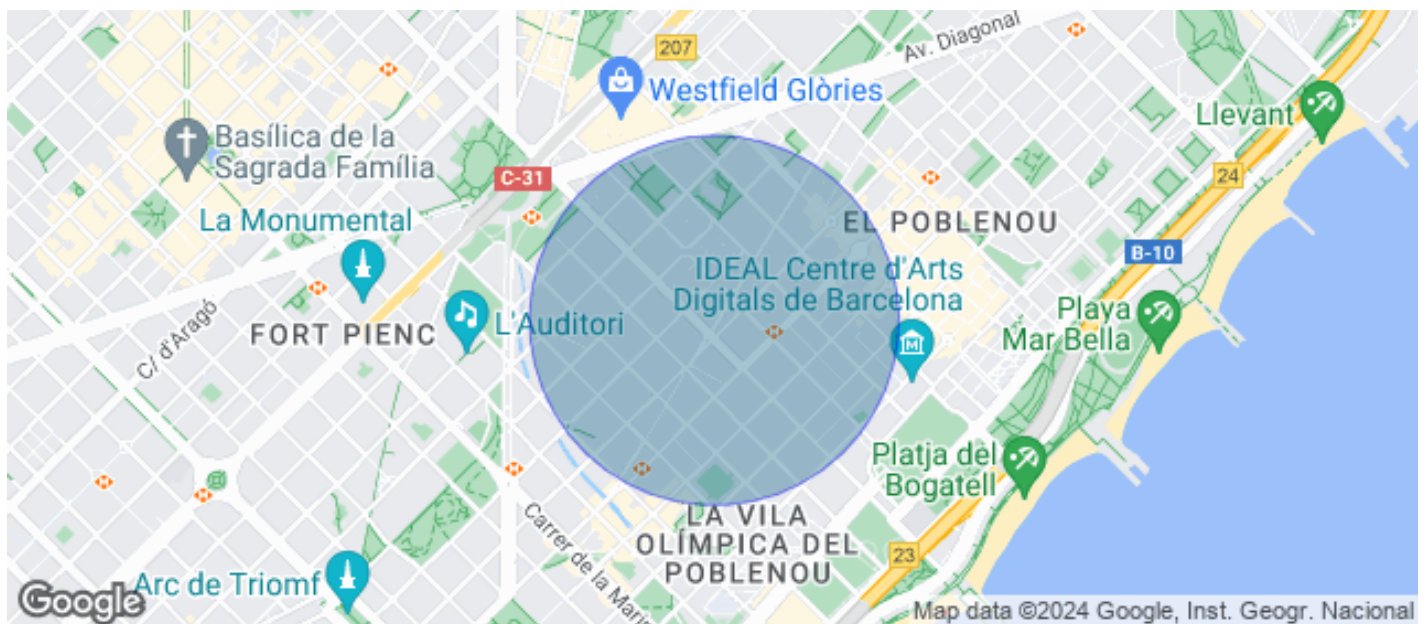 207
Av. Diagonal
Westfield Glòries
Llevant
Basílica de la
Sagrada Família
C-31
24
La Monumental
EL POBLENOU
B-10
IDEAL Centre d'Arts
Digitals de Barcelona
C/ d'Aragó
FORT PIENC
L'Auditori
Playa
Mar Bella
Platja del
Bogatell
LA VILA
OLÍMPICA DEL
POBLENOU
Carrer de la Marin
23
Arc de Triomf
Google
Map data ©2024 Google, Inst. Geogr. Nacional